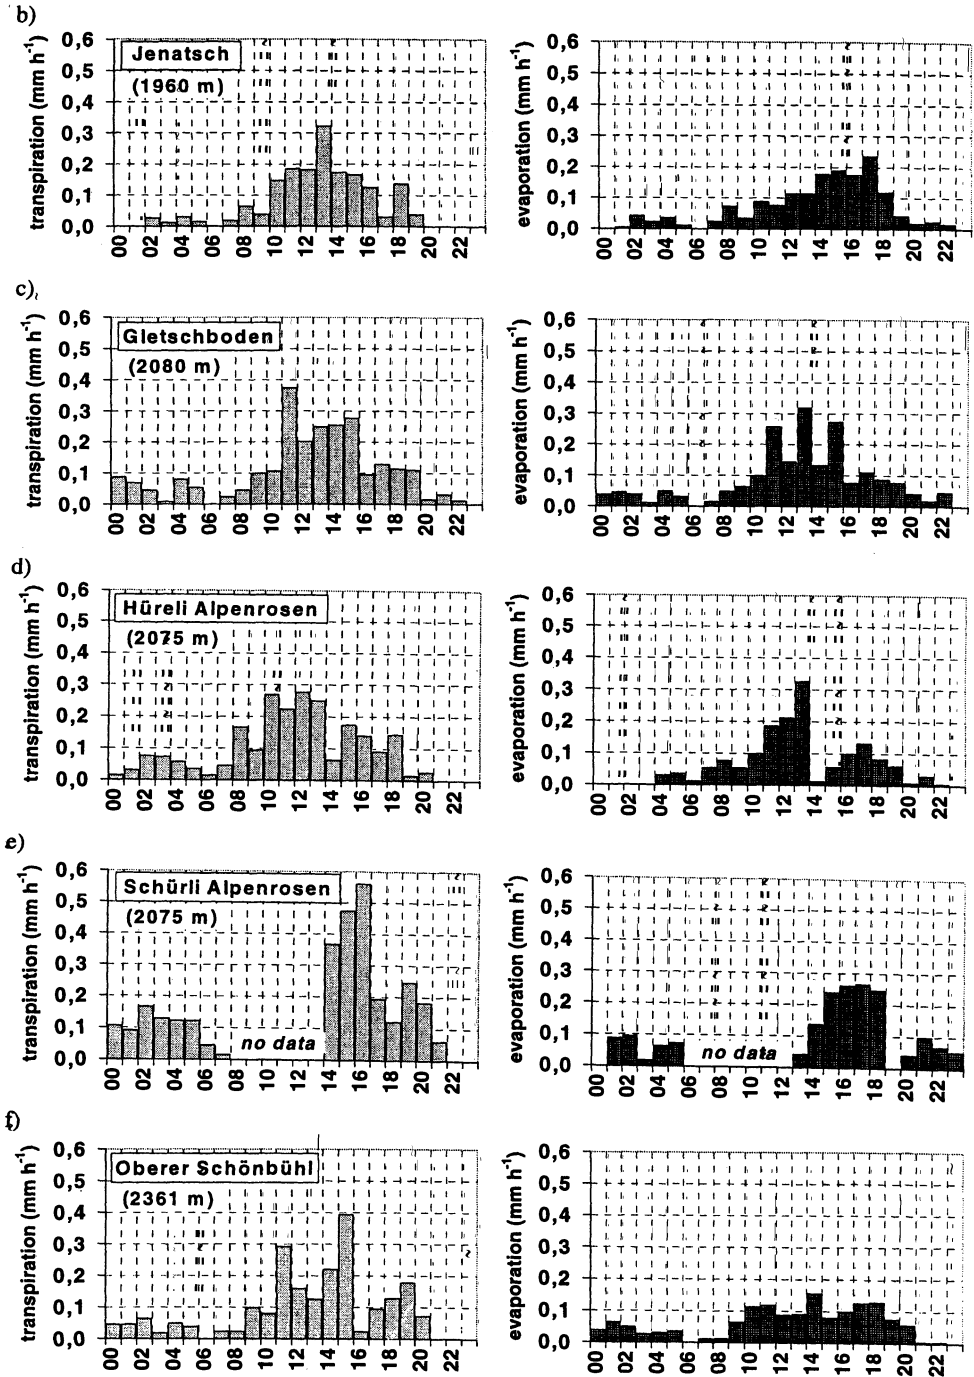 b)
transpiration (mm h-1)
0,6
0,5
0,4
0,3
0,2
0,1
0,0
Jenatsch
(1960 m)
00 02 04 06 08 10 12 14 16 18 20 22
evaporation (mm h-1)
0,6
0,5
0,4
0,3
0,2
0,1
0,0
00 02 04 06 08 10 12 14 16 18 20 22
c)
transpiration (mm h-1)
0,6
0,5
0,4
0,3
0,2
0,1
0,0
Gletschboden
(2080 m)
00 02 04 06 08 10 12 14 16 18 20 22
evaporation (mm h-1)
0,6
0,5
0,4
0,3
0,2
0,1
0,0
00 02 04 06 08 10 12 14 16 18 20 22
d)
transpiration (mm h-1)
0,6
0,5
0,4
0,3
0,2
0,1
0,0
Hüreli Alpenrosen
(2075 m)
00 02 04 06 08 10 12 14 16 18 20 22
evaporation (mm h-1)
0,6
0,5
0,4
0,3
0,2
0,1
0,0
00 02 04 06 08 10 12 14 16 18 20 22
e)
transpiration (mm h-1)
0,6
0,5
0,4
0,3
0,2
0,1
0,0
Schürli Alpenrosen
(2075 m)
no data
00 02 04 06 08 10 12 14 16 18 20 22
evaporation (mm h-1)
0,6
0,5
0,4
0,3
0,2
0,1
0,0
no data
00 02 04 06 08 10 12 14 16 18 20 22
f)
transpiration (mm h-1)
0,6
0,5
0,4
0,3
0,2
0,1
0,0
Oberer Schönbühl
(2361 m)
00 02 04 06 08 10 12 14 16 18 20 22
evaporation (mm h-1)
0,6
0,5
0,4
0,3
0,2
0,1
0,0
00 02 04 06 08 10 12 14 16 18 20 22